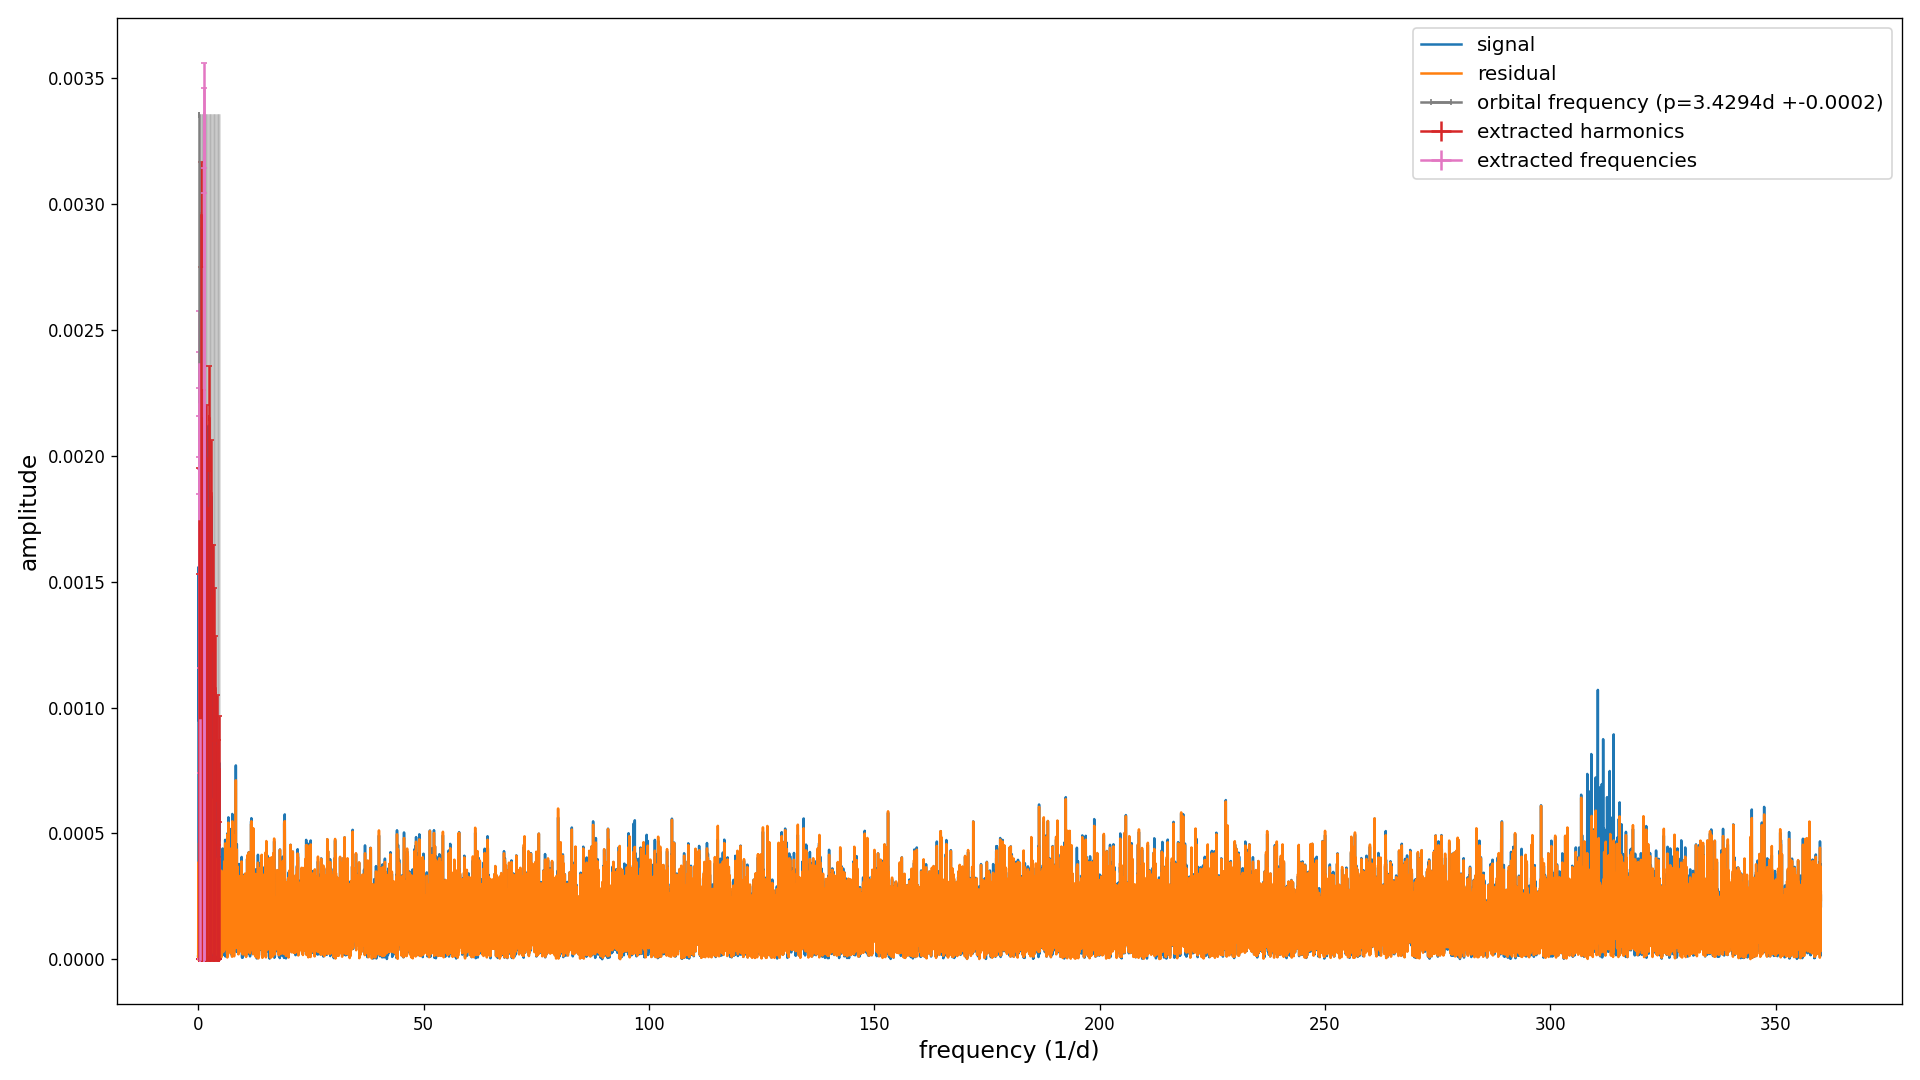 signal
residual
orbital frequency (p=3.4294d +-0.0002)
extracted harmonics
extracted frequencies
0.0035
0.0030
0.0025
0.0020
0.0015
0.0010
0.0005
0.0000
amplitude
0 50 100 150 200 250 300 350
frequency (1/d)